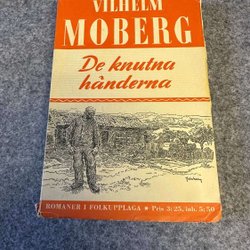 VILHELM
MOBERG
De knutna
händerna
ROMANER I FOLKUPPLAGA ★ Pris 3:25, inb. 5:50